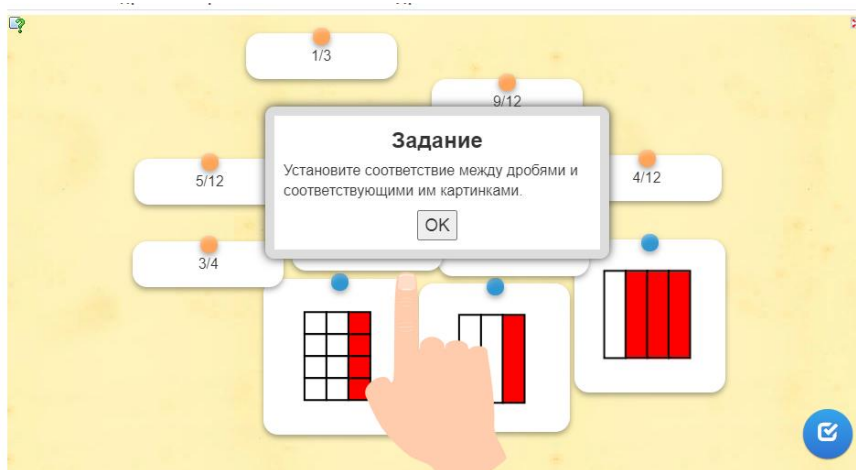 1/3
9/12
Задание
Установите соответствие между дробями и
соответствующими им картинками.
OK
5/12
4/12
3/4